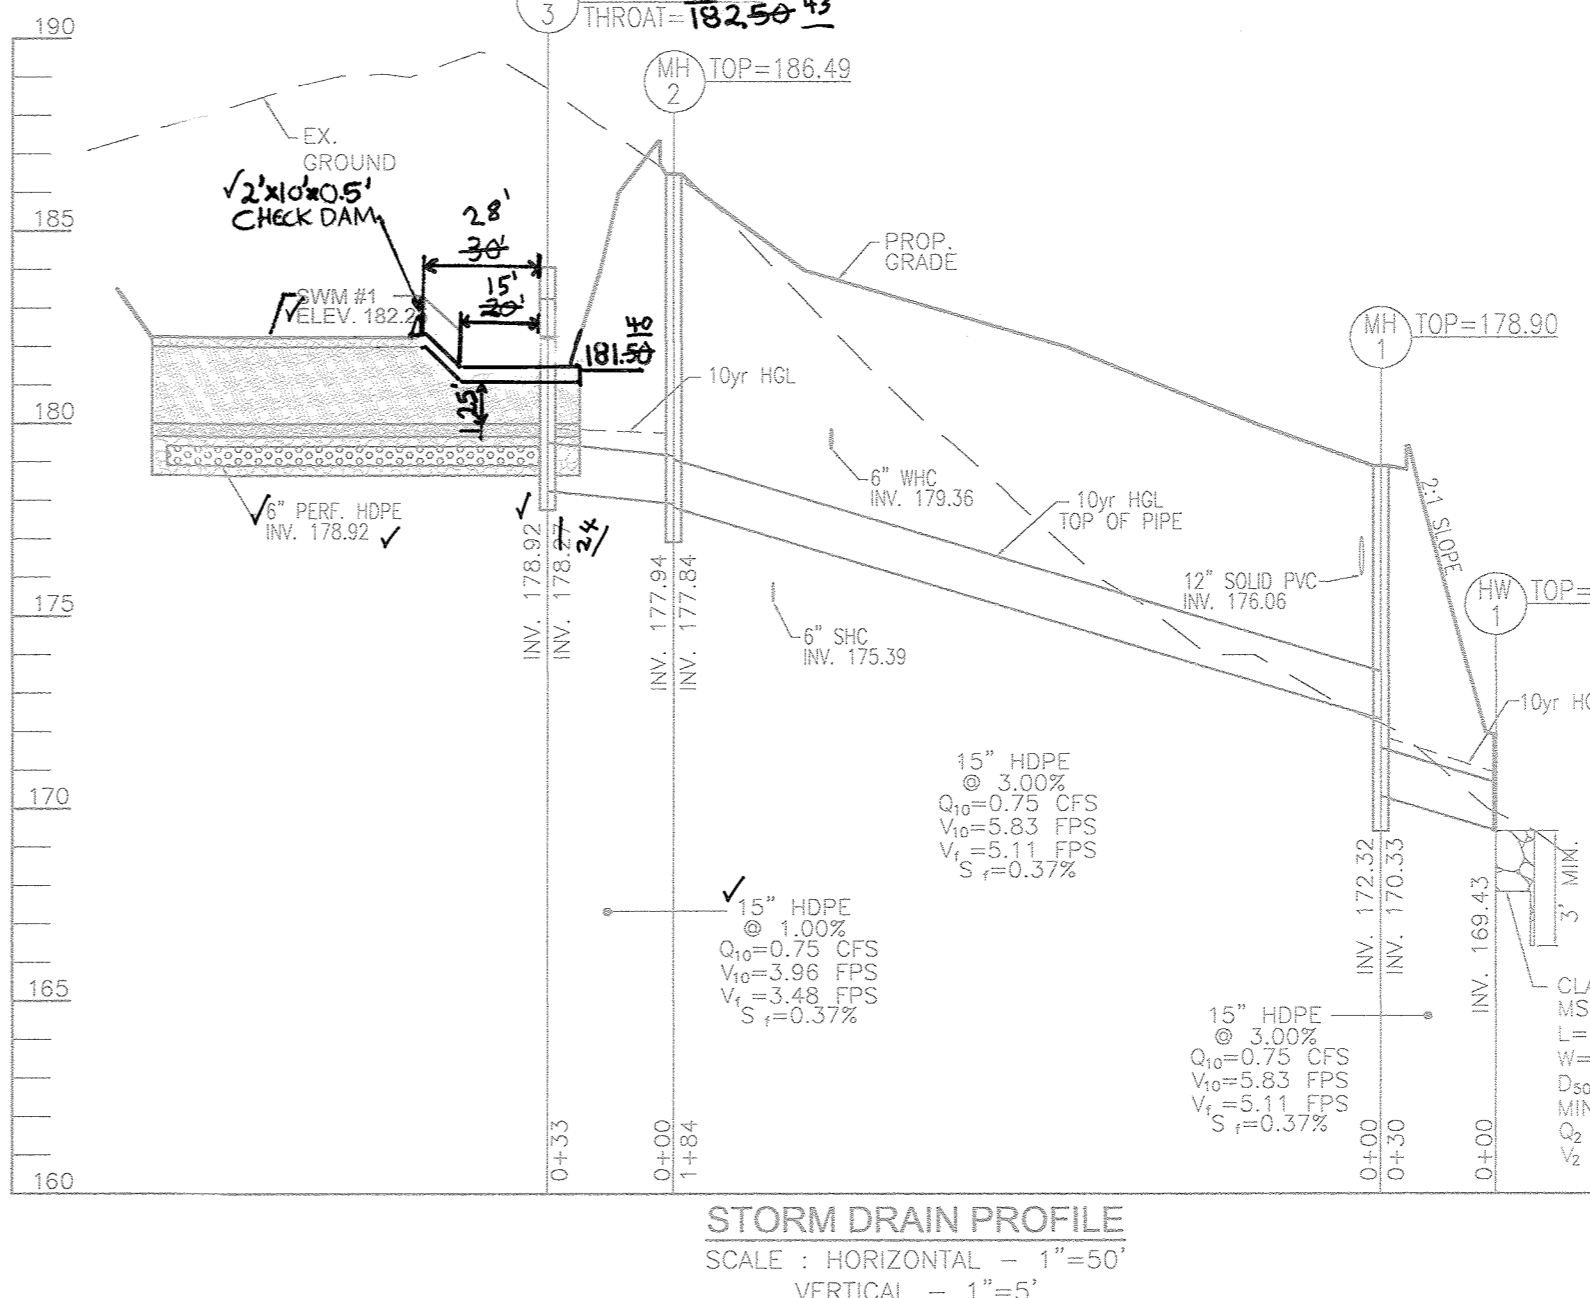 3
THROAT= 182.50 43
190
MH
2
TOP=186.49
EX.
GROUND
✓2'x10'x0.5'
CHECK DAM
28'
30'
185
PROP.
GRADE
15'
20'
SWM #1
ELEV. 182.2
MH
1
TOP=178.90
181.50 40
10yr HGL
180
1.25'
6" WHC
INV. 179.36
10yr HGL
TOP OF PIPE
2:1 SLOPE
✓6" PERF. HDPE
INV. 178.92 ✓
✓
INV. 178.92
INV. 178.27
24
INV. 177.94
INV. 177.84
12" SOLID PVC
INV. 176.06
HW
1
TOP=
175
6" SHC
INV. 175.39
10yr HG
15" HDPE
@ 3.00%
Q10=0.75 CFS
V10=5.83 FPS
Vf=5.11 FPS
Sf=0.37%
170
INV. 172.32
INV. 170.33
INV. 169.43
3' MIN.
✓
15" HDPE
@ 1.00%
Q10=0.75 CFS
V10=3.96 FPS
Vf=3.48 FPS
Sf=0.37%
165
15" HDPE
@ 3.00%
Q10=0.75 CFS
V10=5.83 FPS
Vf=5.11 FPS
Sf=0.37%
CLA
MS
L=
W=
D50
MIN
Q2
V2
0+33
0+00
1+84
0+00
0+30
0+00
160
STORM DRAIN PROFILE
SCALE : HORIZONTAL – 1"=50'
VERTICAL – 1"=5'